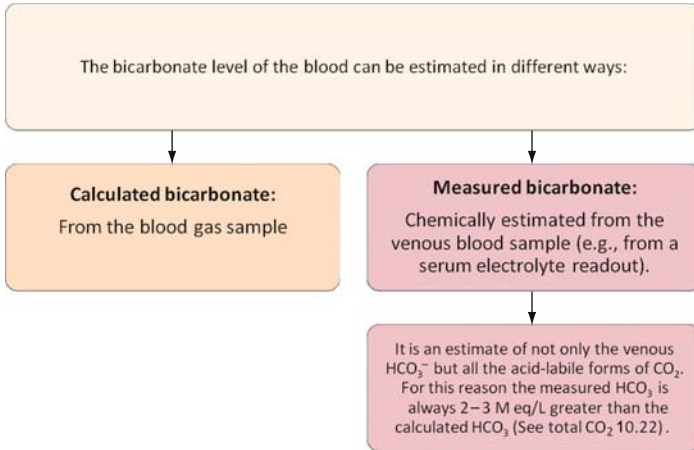 The bicarbonate level of the blood can be estimated in different ways:
Calculated bicarbonate:
From the blood gas sample
Measured bicarbonate:
Chemically estimated from the
venous blood sample (e.g., from a
serum electrolyte readout).
It is an estimate of not only the venous
HCO₃⁻ but all the acid-labile forms of CO₂.
For this reason the measured HCO₃ is
always 2–3 M eq/L greater than the
calculated HCO₃ (See total CO₂ 10.22).